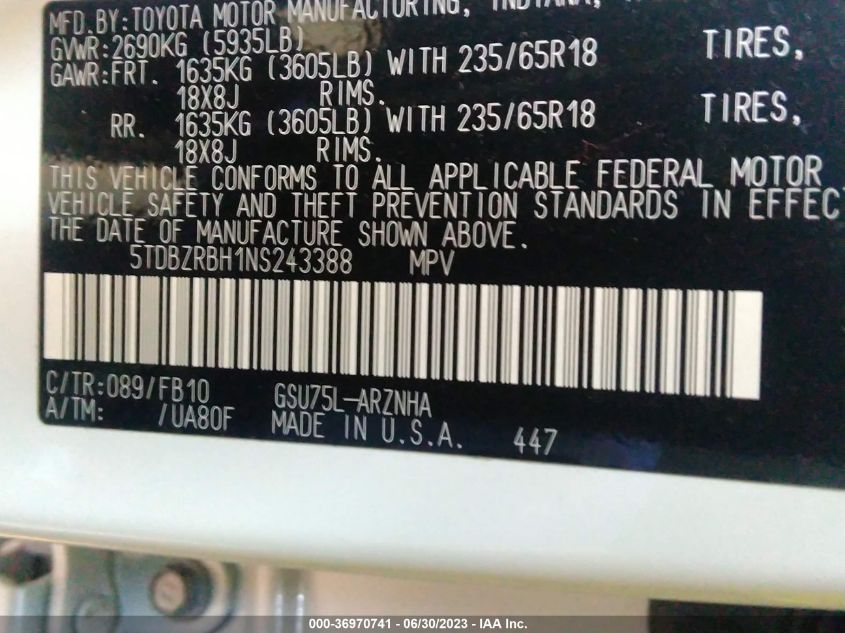 MFD.BY:TOYOTA MOTOR MANUFACTURING, INDIANA,
GVWR:2690KG (5935LB)
GAWR:FRT. 1635KG (3605LB) WITH 235/65R18 TIRES,
18X8J RIMS.
RR. 1635KG (3605LB) WITH 235/65R18 TIRES,
18X8J RIMS.
THIS VEHICLE CONFORMS TO ALL APPLICABLE FEDERAL MOTOR
VEHICLE SAFETY AND THEFT PREVENTION STANDARDS IN EFFEC
THE DATE OF MANUFACTURE SHOWN ABOVE.
5TDBZRBH1NS243388 MPV
C/TR:089/FB10 GSU75L-ARZNHA
A/TM: /UA80F MADE IN U.S.A. 447
000-36970741 - 06/30/2023 - IAA Inc.